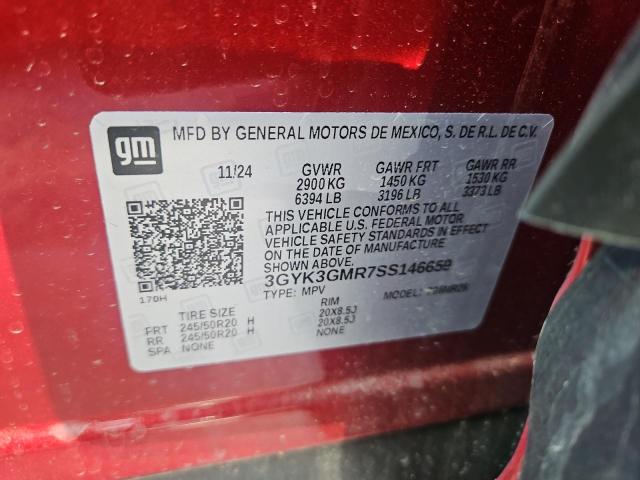 gm
MFD BY GENERAL MOTORS DE MEXICO, S. DE R.L. DE C.V.
11/24 GVWR GAWR FRT GAWR RR
2900 KG 1450 KG 1530 KG
6394 LB 3196 LB 3373 LB
THIS VEHICLE CONFORMS TO ALL
APPLICABLE U.S. FEDERAL MOTOR
VEHICLE SAFETY STANDARDS IN EFFECT
ON THE DATE OF MANUFACTURE
SHOWN ABOVE.
3GYK3GMR7SS146659
170H
TYPE: MPV MODEL:
TIRE SIZE RIM
FRT 245/50R20 H 20X8.5J
RR 245/50R20 H 20X8.5J
SPA NONE NONE